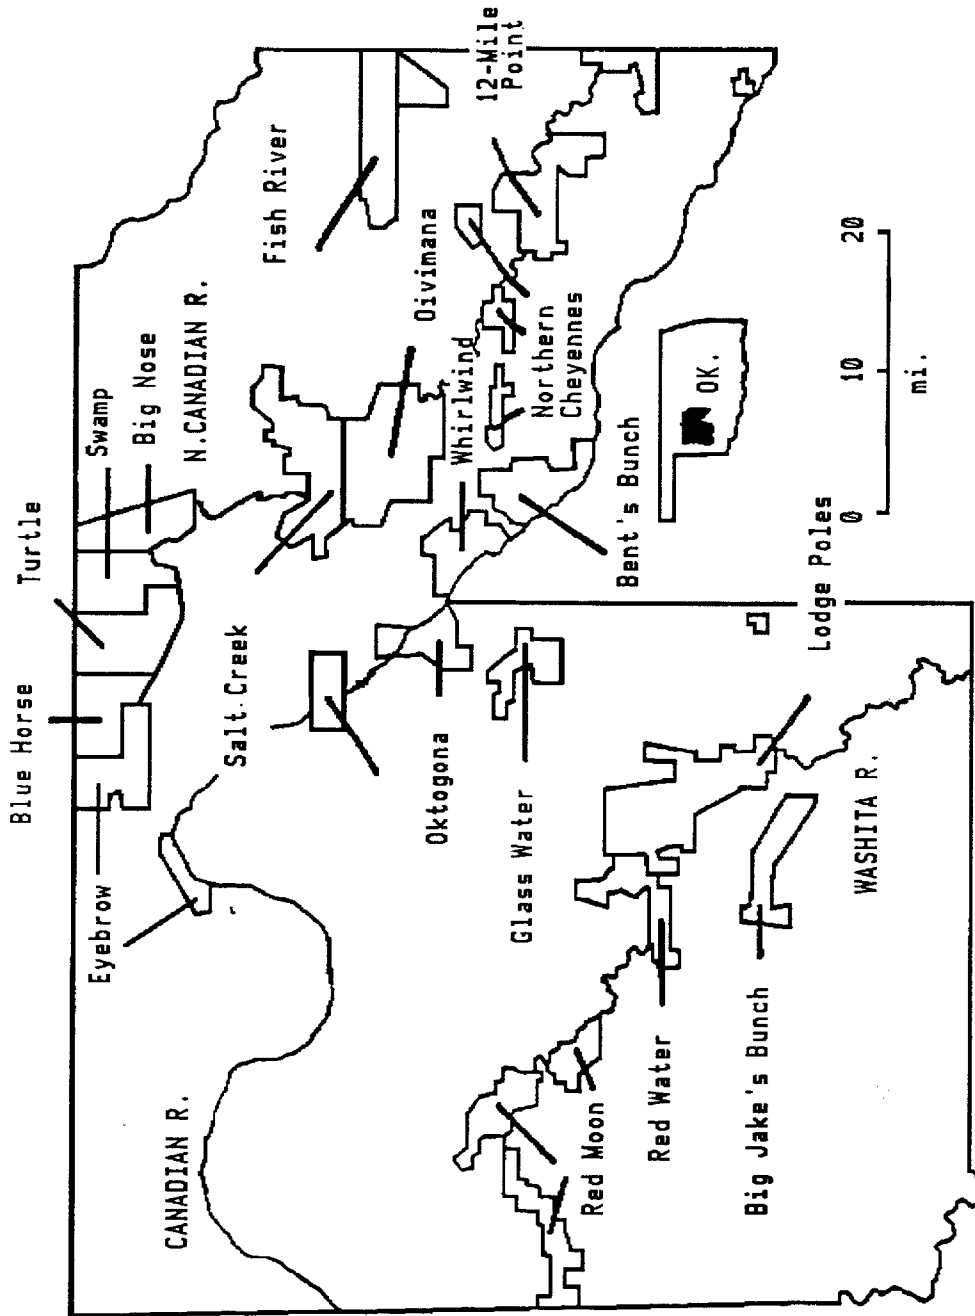 Turtle
Swamp
Big Nose
N.CANADIAN R.
Blue Horse
Eyebrow
Salt Creek
CANADIAN R.
Fish River
12-Mile
Point
Oivimana
Whirlwind
Northern
Cheyennes
Bent's Bunch
Oktogona
Glass Water
Lodge Poles
Red Moon
Red Water
Big Jake's Bunch
WASHITA R.
OK.
0 10 20
mi.